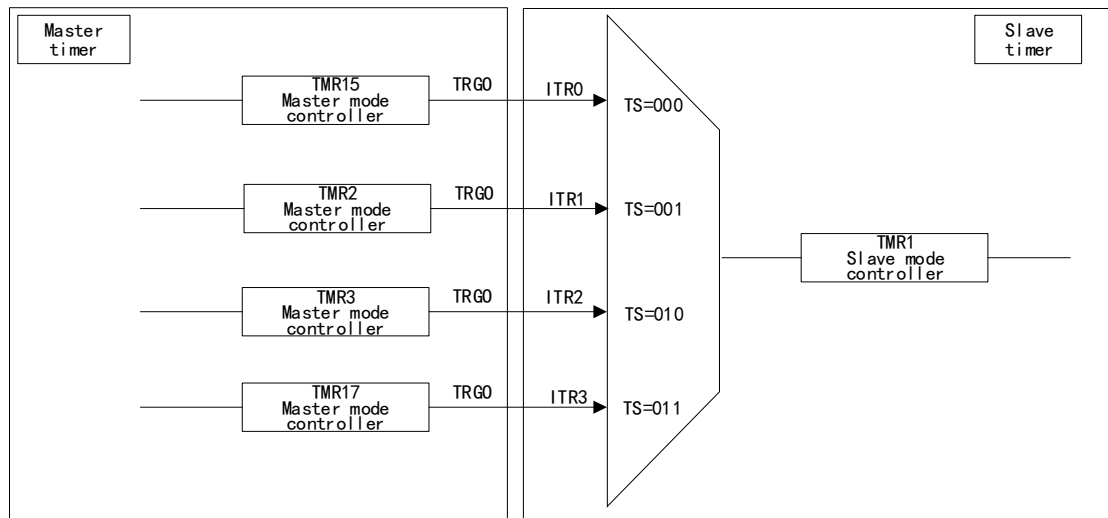 Master
timer
Slave
timer
TMR15
Master mode
controller
TRGO
ITR0
TS=000
TMR2
Master mode
controller
TRGO
ITR1
TS=001
TMR1
Slave mode
controller
TMR3
Master mode
controller
TRGO
ITR2
TS=010
TMR17
Master mode
controller
TRGO
ITR3
TS=011